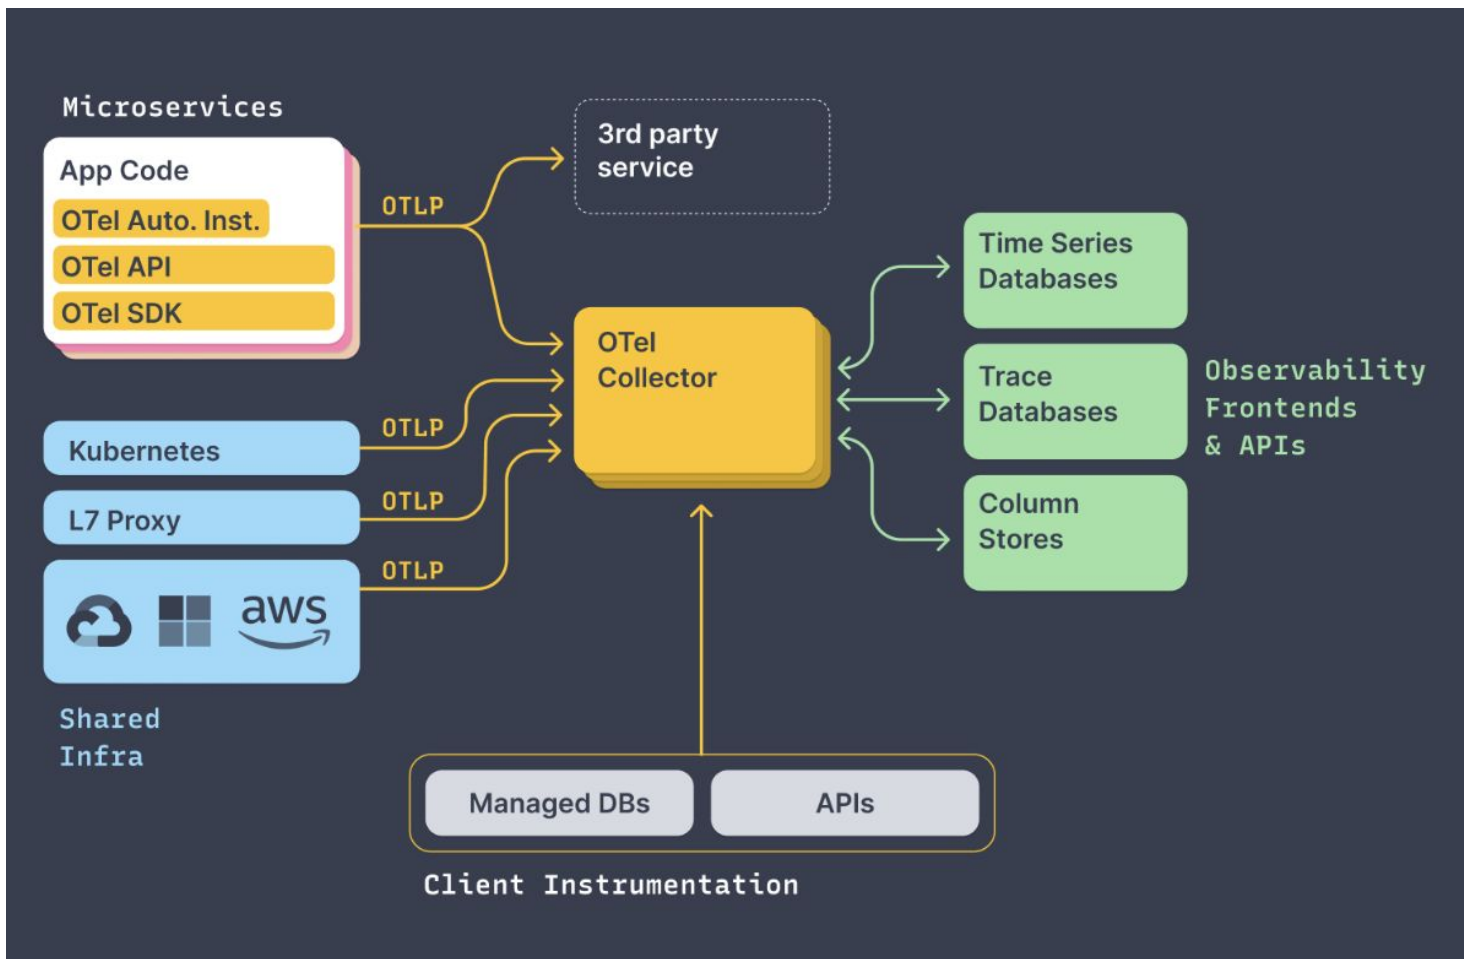 Microservices
App Code
OTel Auto. Inst.
OTel API
OTel SDK
OTLP
3rd party
service
OTel
Collector
Time Series
Databases
Trace
Databases
Column
Stores
Observability
Frontends
& APIs
Kubernetes
OTLP
L7 Proxy
OTLP
OTLP
aws
Shared
Infra
Managed DBs
APIs
Client Instrumentation